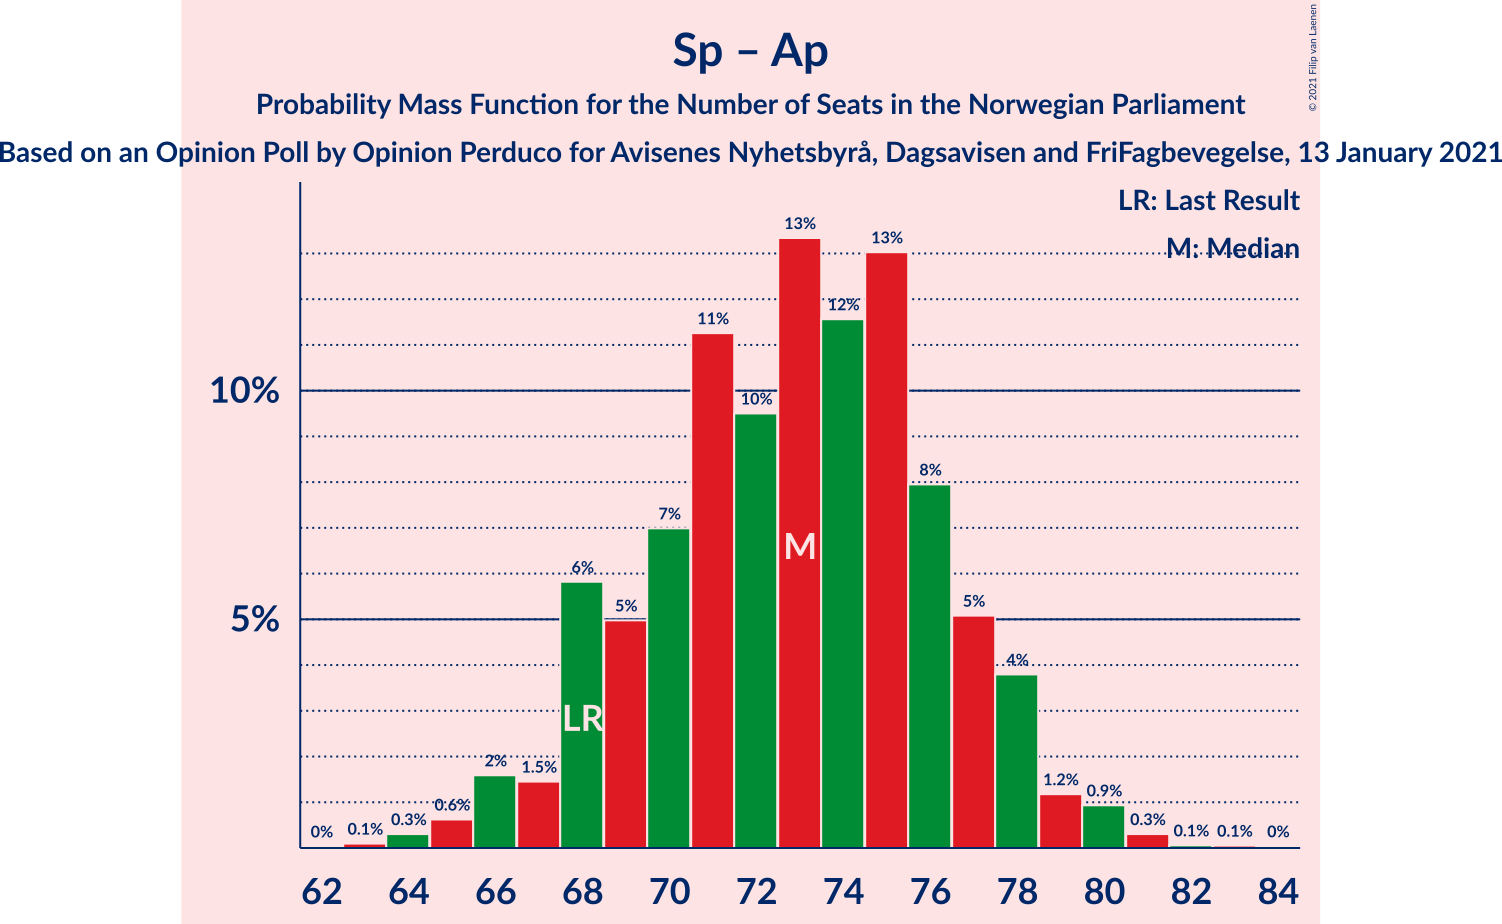 Sp – Ap
Probability Mass Function for the Number of Seats in the Norwegian Parliament
Based on an Opinion Poll by Opinion Perduco for Avisenes Nyhetsbyrå, Dagsavisen and FriFagbevegelse, 13 January 2021
© 2021 Filip van Laenen
LR: Last Result
M: Median
10%
5%
0%
0.1%
0.3%
0.6%
2%
1.5%
6%
5%
7%
11%
10%
13%
12%
13%
8%
5%
4%
1.2%
0.9%
0.3%
0.1%
0.1%
0%
LR
M
62 64 66 68 70 72 74 76 78 80 82 84